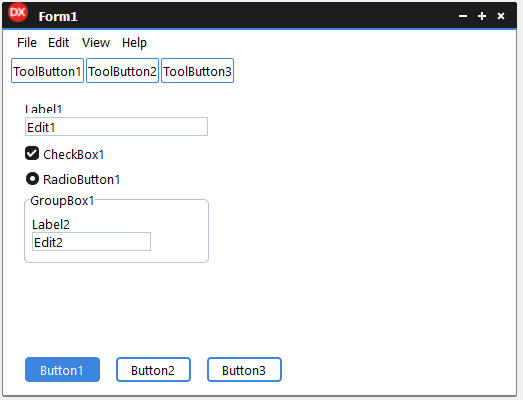 DX Form1
File Edit View Help
ToolButton1 ToolButton2 ToolButton3
Label1
Edit1
CheckBox1
RadioButton1
GroupBox1
Label2
Edit2
Button1 Button2 Button3